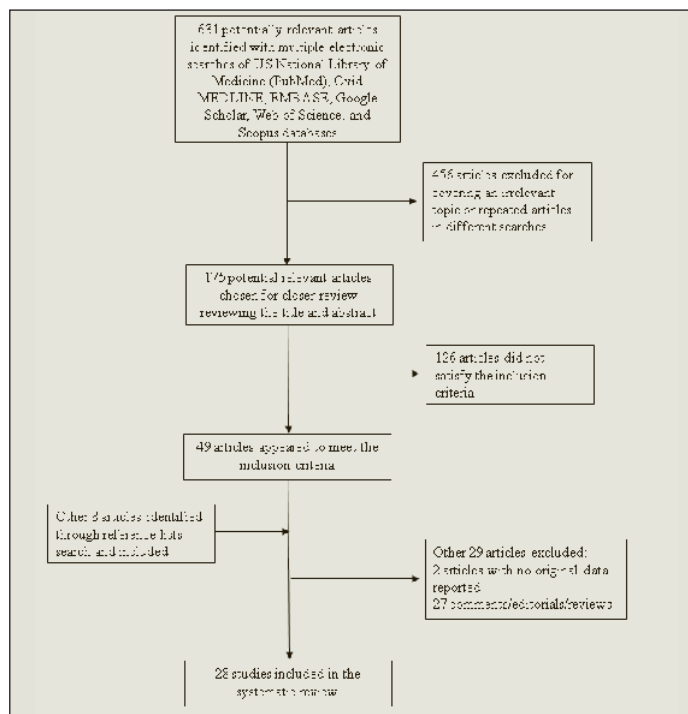 631 potentially relevant articles
identified with multiple electronic
searches of US National Library of
Medicine (PubMed), Ovid
MEDLINE, EMBASE, Google
Scholar, Web of Science, and
Scopus databases
456 articles excluded for
covering an irrelevant
topic or repeated articles
in different searches
175 potential relevant articles
chosen for closer review
reviewing the title and abstract
126 articles did not
satisfy the inclusion
criteria
49 articles appeared to meet the
inclusion criteria
Other 8 articles identified
through reference lists
search and included
Other 29 articles excluded:
2 articles with no original data
reported
27 comments/editorials/reviews
28 studies included in the
systematic review